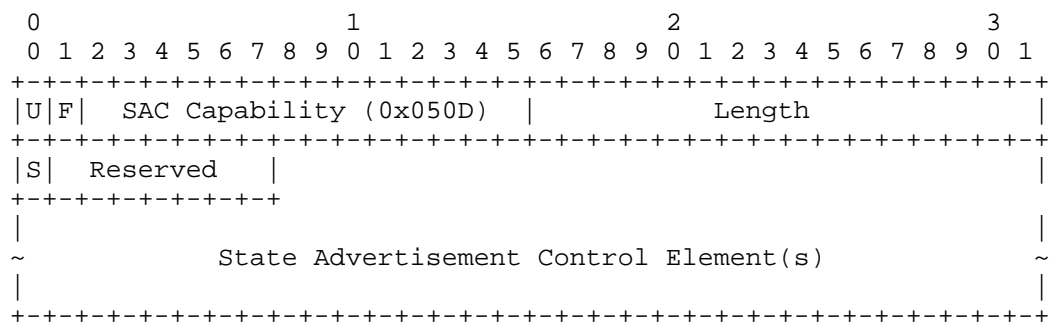 0                   1                   2                   3
 0 1 2 3 4 5 6 7 8 9 0 1 2 3 4 5 6 7 8 9 0 1 2 3 4 5 6 7 8 9 0 1
+-+-+-+-+-+-+-+-+-+-+-+-+-+-+-+-+-+-+-+-+-+-+-+-+-+-+-+-+-+-+-+-+
|U|F|  SAC Capability (0x050D)  |           Length              |
+-+-+-+-+-+-+-+-+-+-+-+-+-+-+-+-+-+-+-+-+-+-+-+-+-+-+-+-+-+-+-+-+
|S|  Reserved   |                                               |
+-+-+-+-+-+-+-+-+
|                                                               |
~            State Advertisement Control Element(s)             ~
|                                                               |
+-+-+-+-+-+-+-+-+-+-+-+-+-+-+-+-+-+-+-+-+-+-+-+-+-+-+-+-+-+-+-+-+